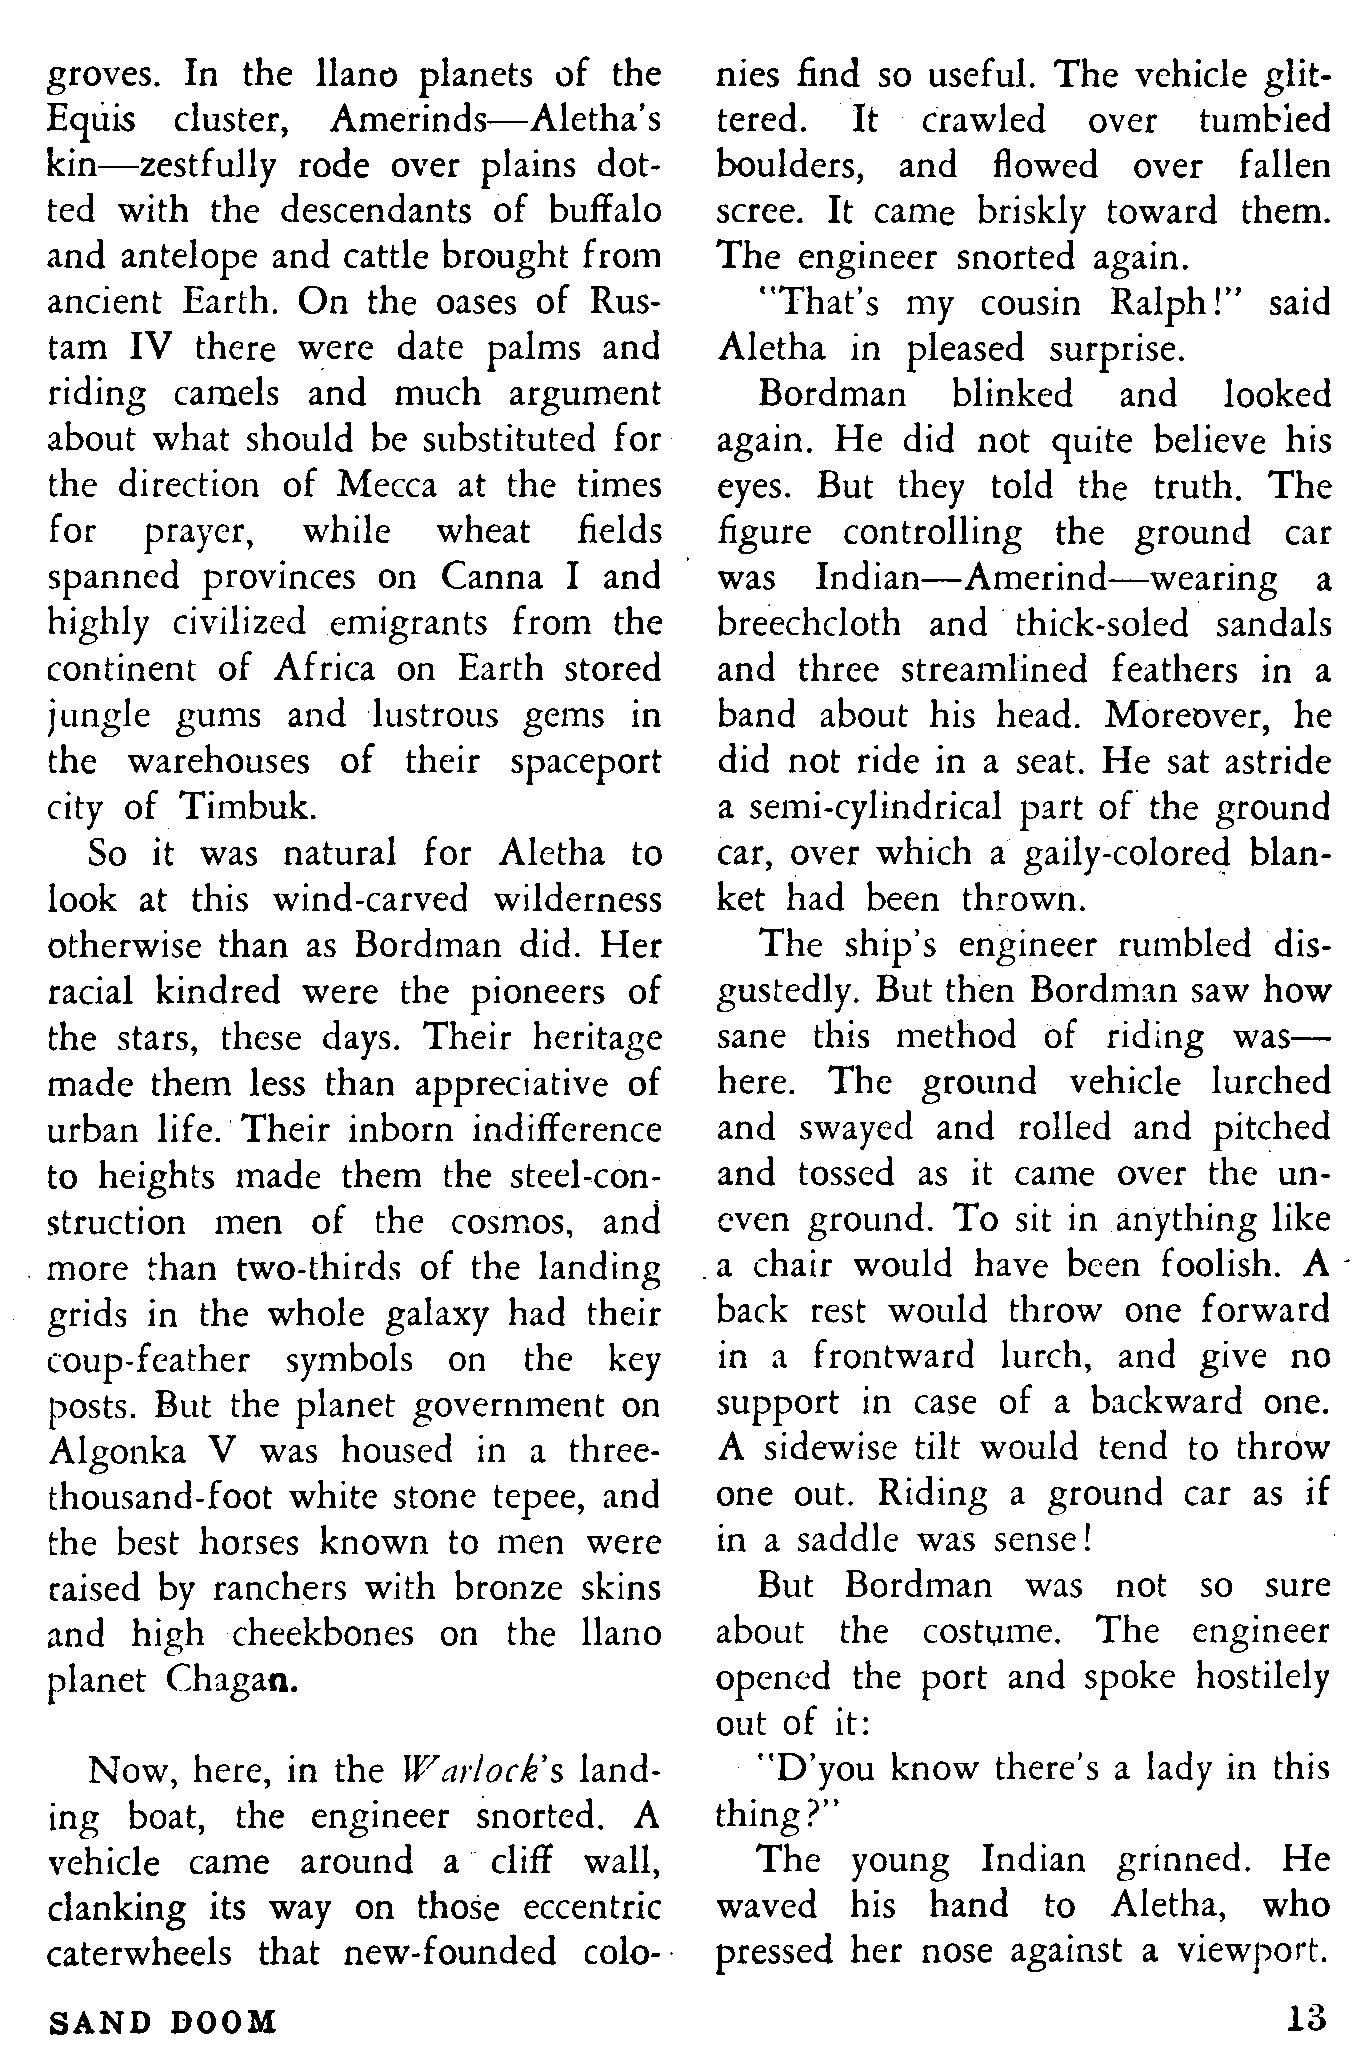 groves. In the llano planets of the
Equis cluster, Amerinds—Aletha's
kin—zestfully rode over plains dot-
ted with the descendants of buffalo
and antelope and cattle brought from
ancient Earth. On the oases of Rus-
tam IV there were date palms and
riding camels and much argument
about what should be substituted for
the direction of Mecca at the times
for prayer, while wheat fields
spanned provinces on Canna I and
highly civilized emigrants from the
continent of Africa on Earth stored
jungle gums and lustrous gems in
the warehouses of their spaceport
city of Timbuk.
So it was natural for Aletha to
look at this wind-carved wilderness
otherwise than as Bordman did. Her
racial kindred were the pioneers of
the stars, these days. Their heritage
made them less than appreciative of
urban life. Their inborn indifference
to heights made them the steel-con-
struction men of the cosmos, and
more than two-thirds of the landing
grids in the whole galaxy had their
coup-feather symbols on the key
posts. But the planet government on
Algonka V was housed in a three-
thousand-foot white stone tepee, and
the best horses known to men were
raised by ranchers with bronze skins
and high cheekbones on the llano
planet Chagan.
Now, here, in the Warlock's land-
ing boat, the engineer snorted. A
vehicle came around a cliff wall,
clanking its way on those eccentric
caterwheels that new-founded colo-
nies find so useful. The vehicle glit-
tered. It crawled over tumbled
boulders, and flowed over fallen
scree. It came briskly toward them.
The engineer snorted again.
"That's my cousin Ralph!" said
Aletha in pleased surprise.
Bordman blinked and looked
again. He did not quite believe his
eyes. But they told the truth. The
figure controlling the ground car
was Indian—Amerind—wearing a
breechcloth and thick-soled sandals
and three streamlined feathers in a
band about his head. Moreover, he
did not ride in a seat. He sat astride
a semi-cylindrical part of the ground
car, over which a gaily-colored blan-
ket had been thrown.
The ship's engineer rumbled dis-
gustedly. But then Bordman saw how
sane this method of riding was—
here. The ground vehicle lurched
and swayed and rolled and pitched
and tossed as it came over the un-
even ground. To sit in anything like
a chair would have been foolish. A
back rest would throw one forward
in a frontward lurch, and give no
support in case of a backward one.
A sidewise tilt would tend to throw
one out. Riding a ground car as if
in a saddle was sense!
But Bordman was not so sure
about the costume. The engineer
opened the port and spoke hostilely
out of it:
"D'you know there's a lady in this
thing?"
The young Indian grinned. He
waved his hand to Aletha, who
pressed her nose against a viewport.
SAND DOOM 13